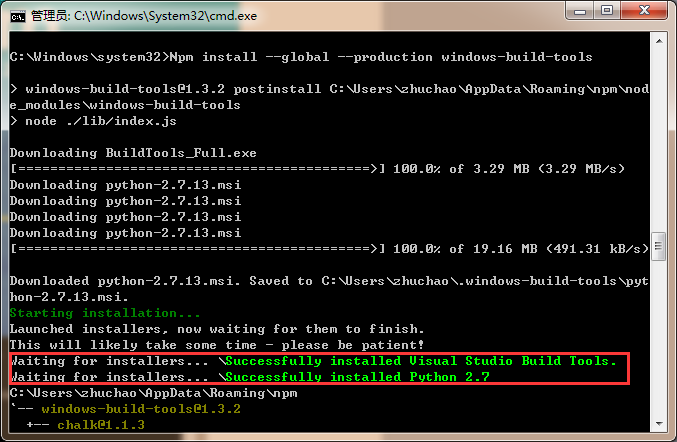 管理员: C:\Windows\System32\cmd.exe
C:\Windows\system32>Npm install --global --production windows-build-tools
> windows-build-tools@1.3.2 postinstall C:\Users\zhuchao\AppData\Roaming\npm\nod
e_modules\windows-build-tools
> node ./lib/index.js
Downloading BuildTools_Full.exe
[============================================>] 100.0% of 3.29 MB (3.29 MB/s)
Downloading python-2.7.13.msi
Downloading python-2.7.13.msi
Downloading python-2.7.13.msi
Downloading python-2.7.13.msi
[============================================>] 100.0% of 19.16 MB (491.31 kB/s)
Downloaded python-2.7.13.msi. Saved to C:\Users\zhuchao\.windows-build-tools\pyt
hon-2.7.13.msi.
Starting installation...
Launched installers, now waiting for them to finish.
This will likely take some time - please be patient!
Waiting for installers... \Successfully installed Visual Studio Build Tools.
Waiting for installers... \Successfully installed Python 2.7
C:\Users\zhuchao\AppData\Roaming\npm
`-- windows-build-tools@1.3.2
+-- chalk@1.1.3